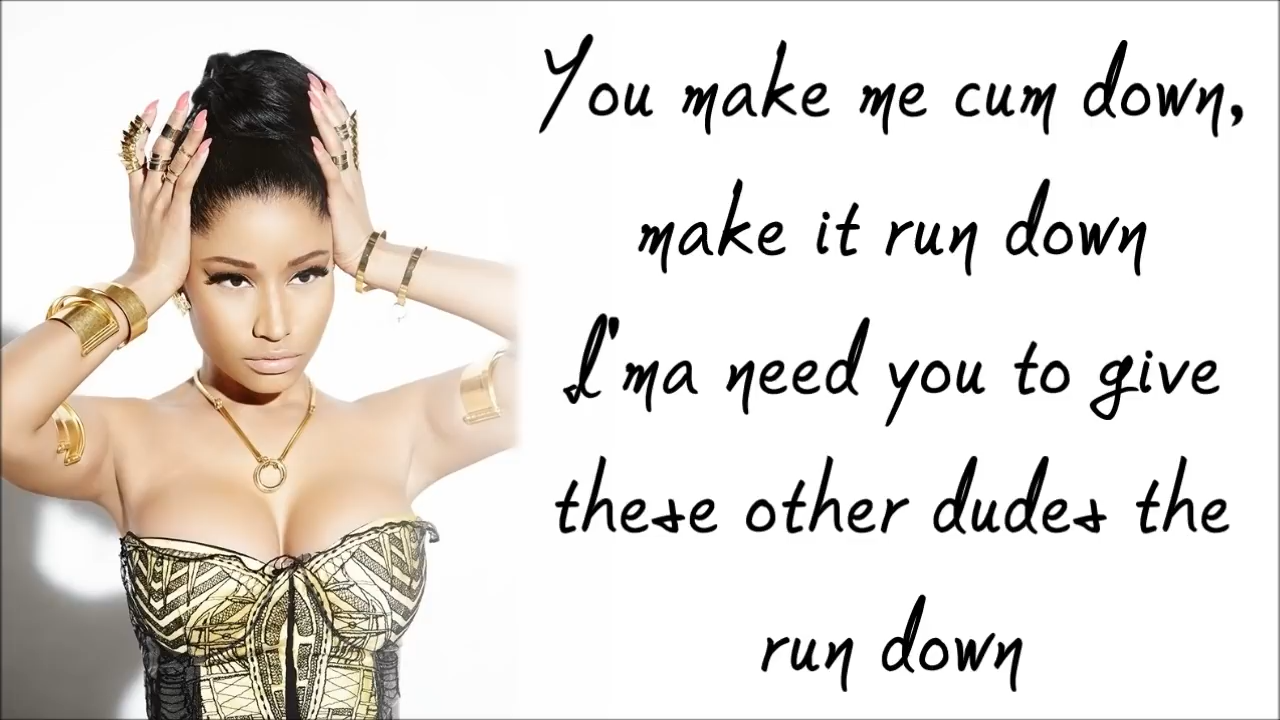 You make me cum down,
make it run down
I'ma need you to give
these other dudes the
run down